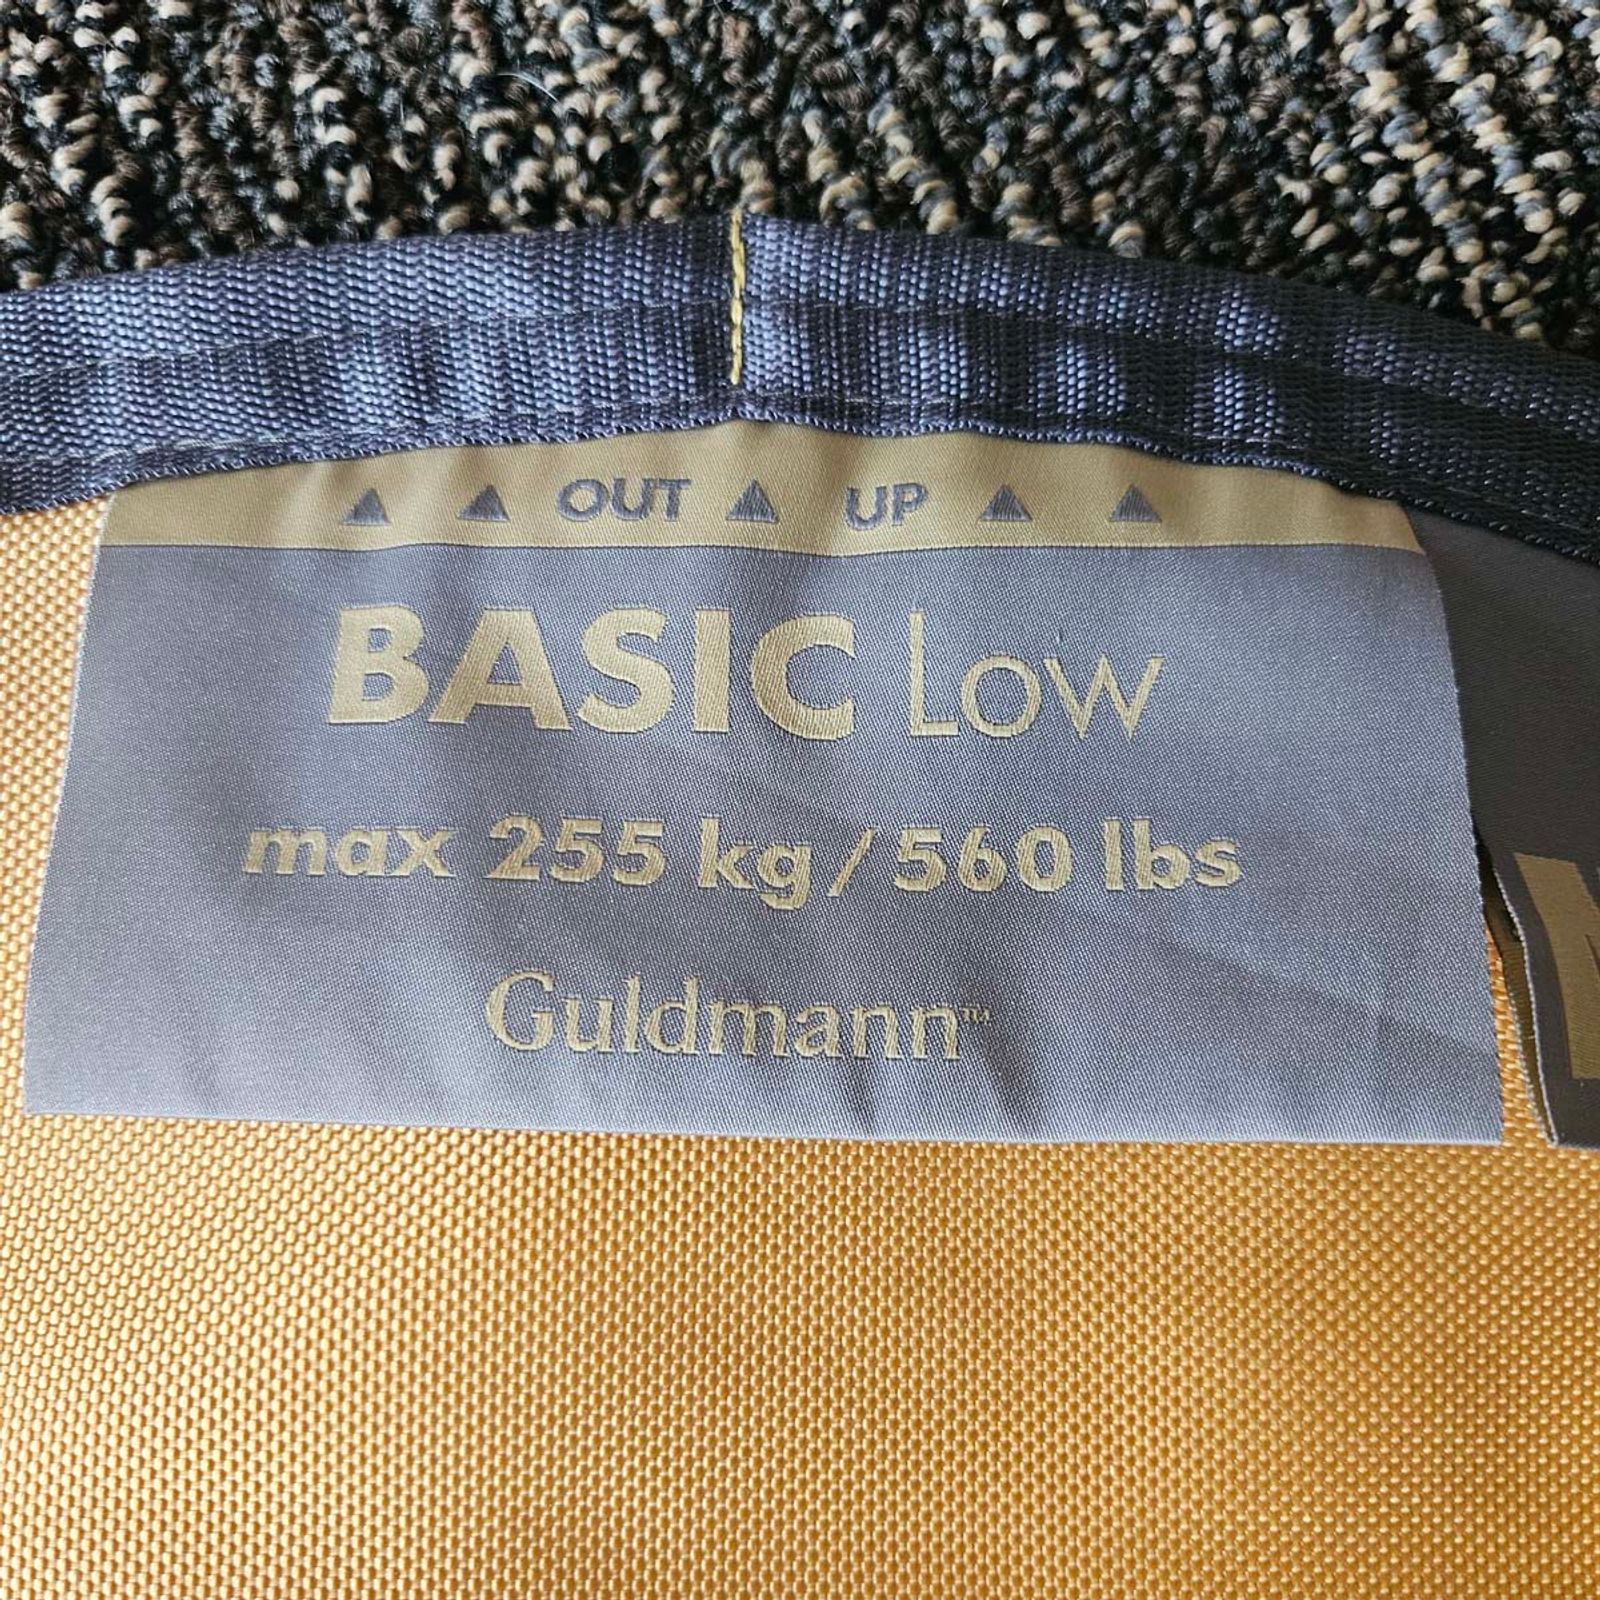 ▲ ▲ OUT ▲ UP ▲ ▲
BASIC Low
max 255 kg / 560 lbs
Guldmann™